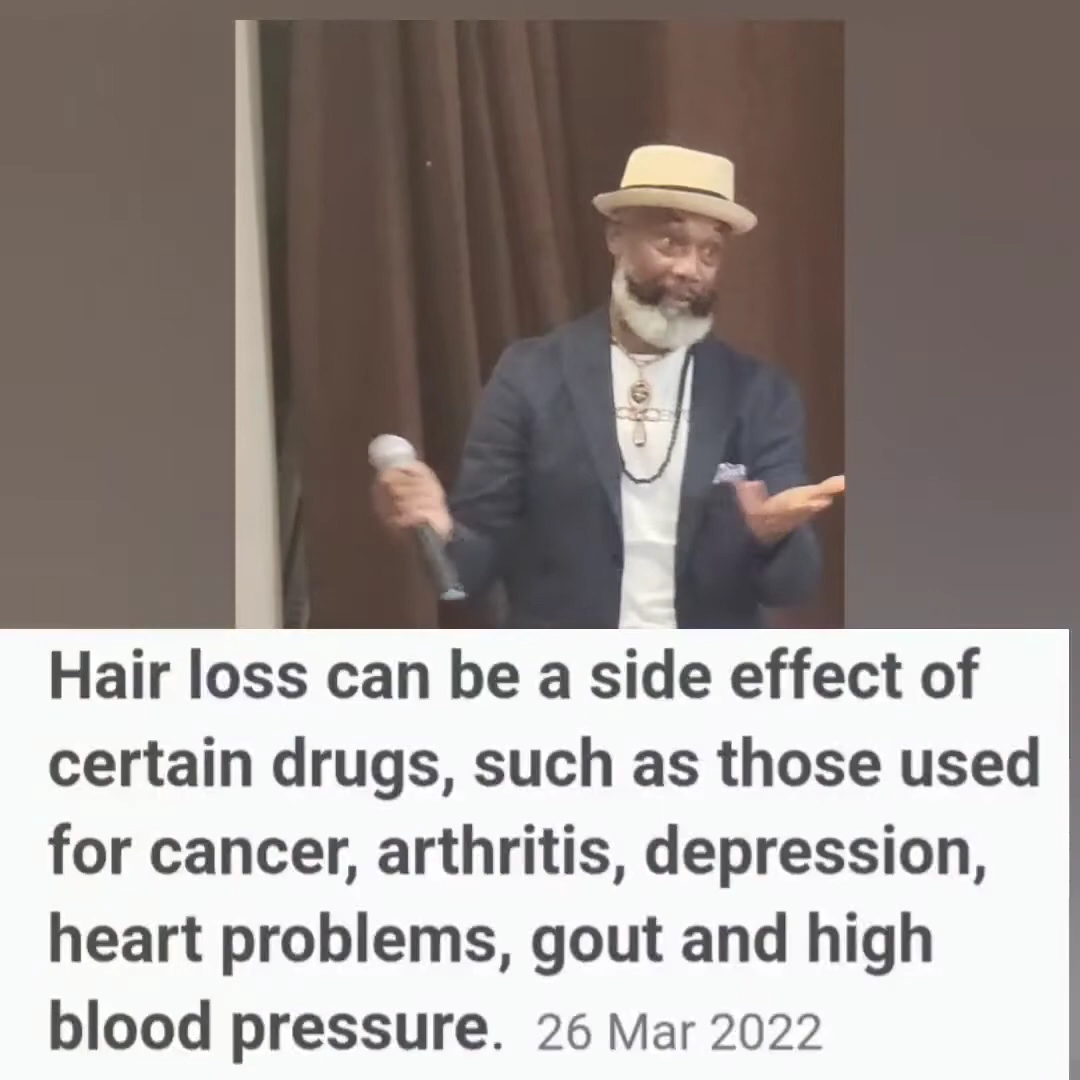 Hair loss can be a side effect of
certain drugs, such as those used
for cancer, arthritis, depression,
heart problems, gout and high
blood pressure. 26 Mar 2022